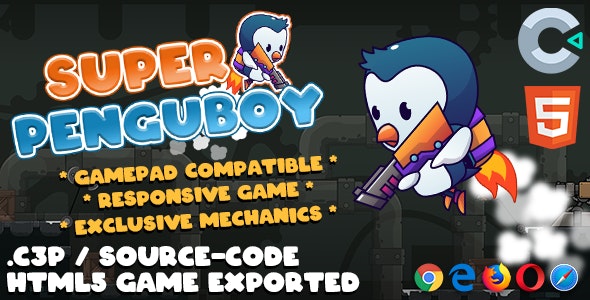 SUPER
PENGUBOY
* GAMEPAD COMPATIBLE *
* RESPONSIVE GAME *
* EXCLUSIVE MECHANICS *
.C3P / SOURCE-CODE
HTML5 GAME EXPORTED
5